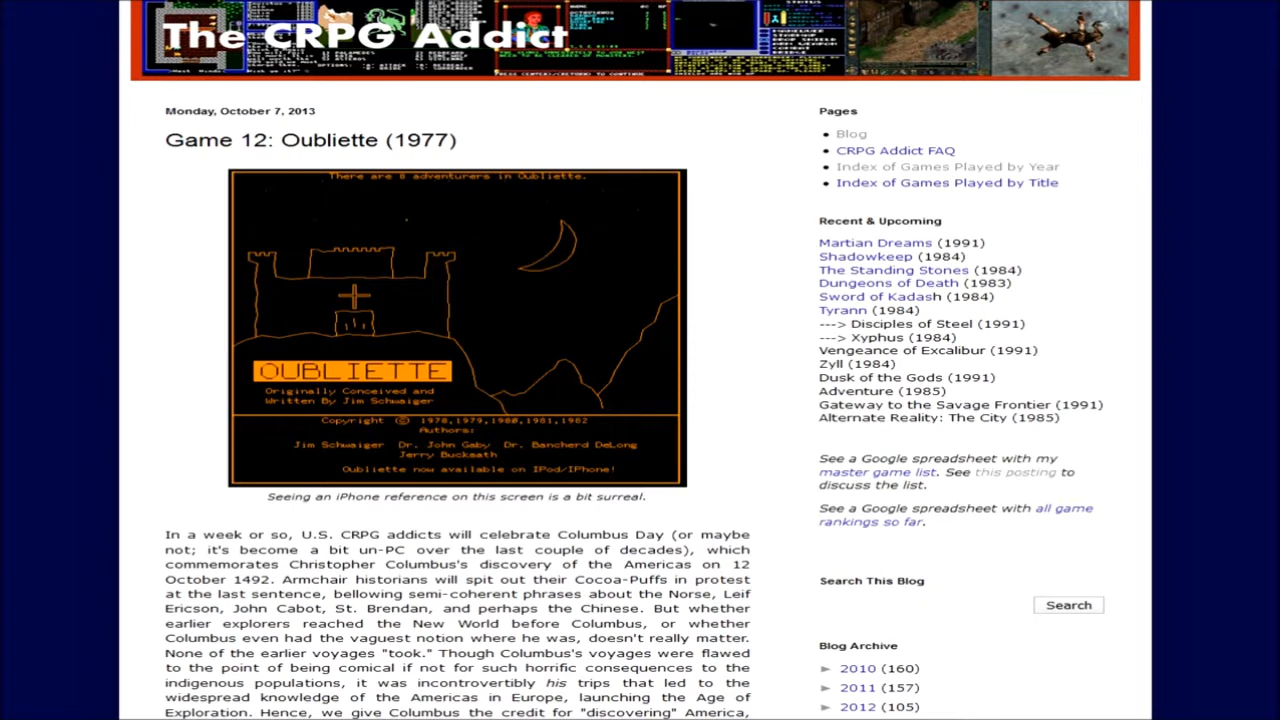 The CRPG Addict
Monday, October 7, 2013
Game 12: Oubliette (1977)
There are 8 adventurers in Oubliette.
OUBLIETTE
Originally Conceived and
Written By Jim Schwaiger
Copyright © 1978,1979,1980,1981,1982
Authors:
Jim Schwaiger Dr. John Gaby Dr. Bancherd DeLong
Jerry Bucksath
Oubliette now available on IPod/IPhone!
Seeing an iPhone reference on this screen is a bit surreal.
In a week or so, U.S. CRPG addicts will celebrate Columbus Day (or maybe
not; it's become a bit un-PC over the last couple of decades), which
commemorates Christopher Columbus's discovery of the Americas on 12
October 1492. Armchair historians will spit out their Cocoa-Puffs in protest
at the last sentence, bellowing semi-coherent phrases about the Norse, Leif
Ericson, John Cabot, St. Brendan, and perhaps the Chinese. But whether
earlier explorers reached the New World before Columbus, or whether
Columbus even had the vaguest notion where he was, doesn't really matter.
None of the earlier voyages "took." Though Columbus's voyages were flawed
to the point of being comical if not for such horrific consequences to the
indigenous populations, it was incontrovertibly his trips that led to the
widespread knowledge of the Americas in Europe, launching the Age of
Exploration. Hence, we give Columbus the credit for "discovering" America,
Pages
Blog
CRPG Addict FAQ
Index of Games Played by Year
Index of Games Played by Title
Recent & Upcoming
Martian Dreams (1991)
Shadowkeep (1984)
The Standing Stones (1984)
Dungeons of Death (1983)
Sword of Kadash (1984)
Tyrann (1984)
---> Disciples of Steel (1991)
---> Xyphus (1984)
Vengeance of Excalibur (1991)
Zyll (1984)
Dusk of the Gods (1991)
Adventure (1985)
Gateway to the Savage Frontier (1991)
Alternate Reality: The City (1985)
See a Google spreadsheet with my
master game list. See this posting to
discuss the list.
See a Google spreadsheet with all game
rankings so far.
Search This Blog
Search
Blog Archive
► 2010 (160)
► 2011 (157)
► 2012 (105)